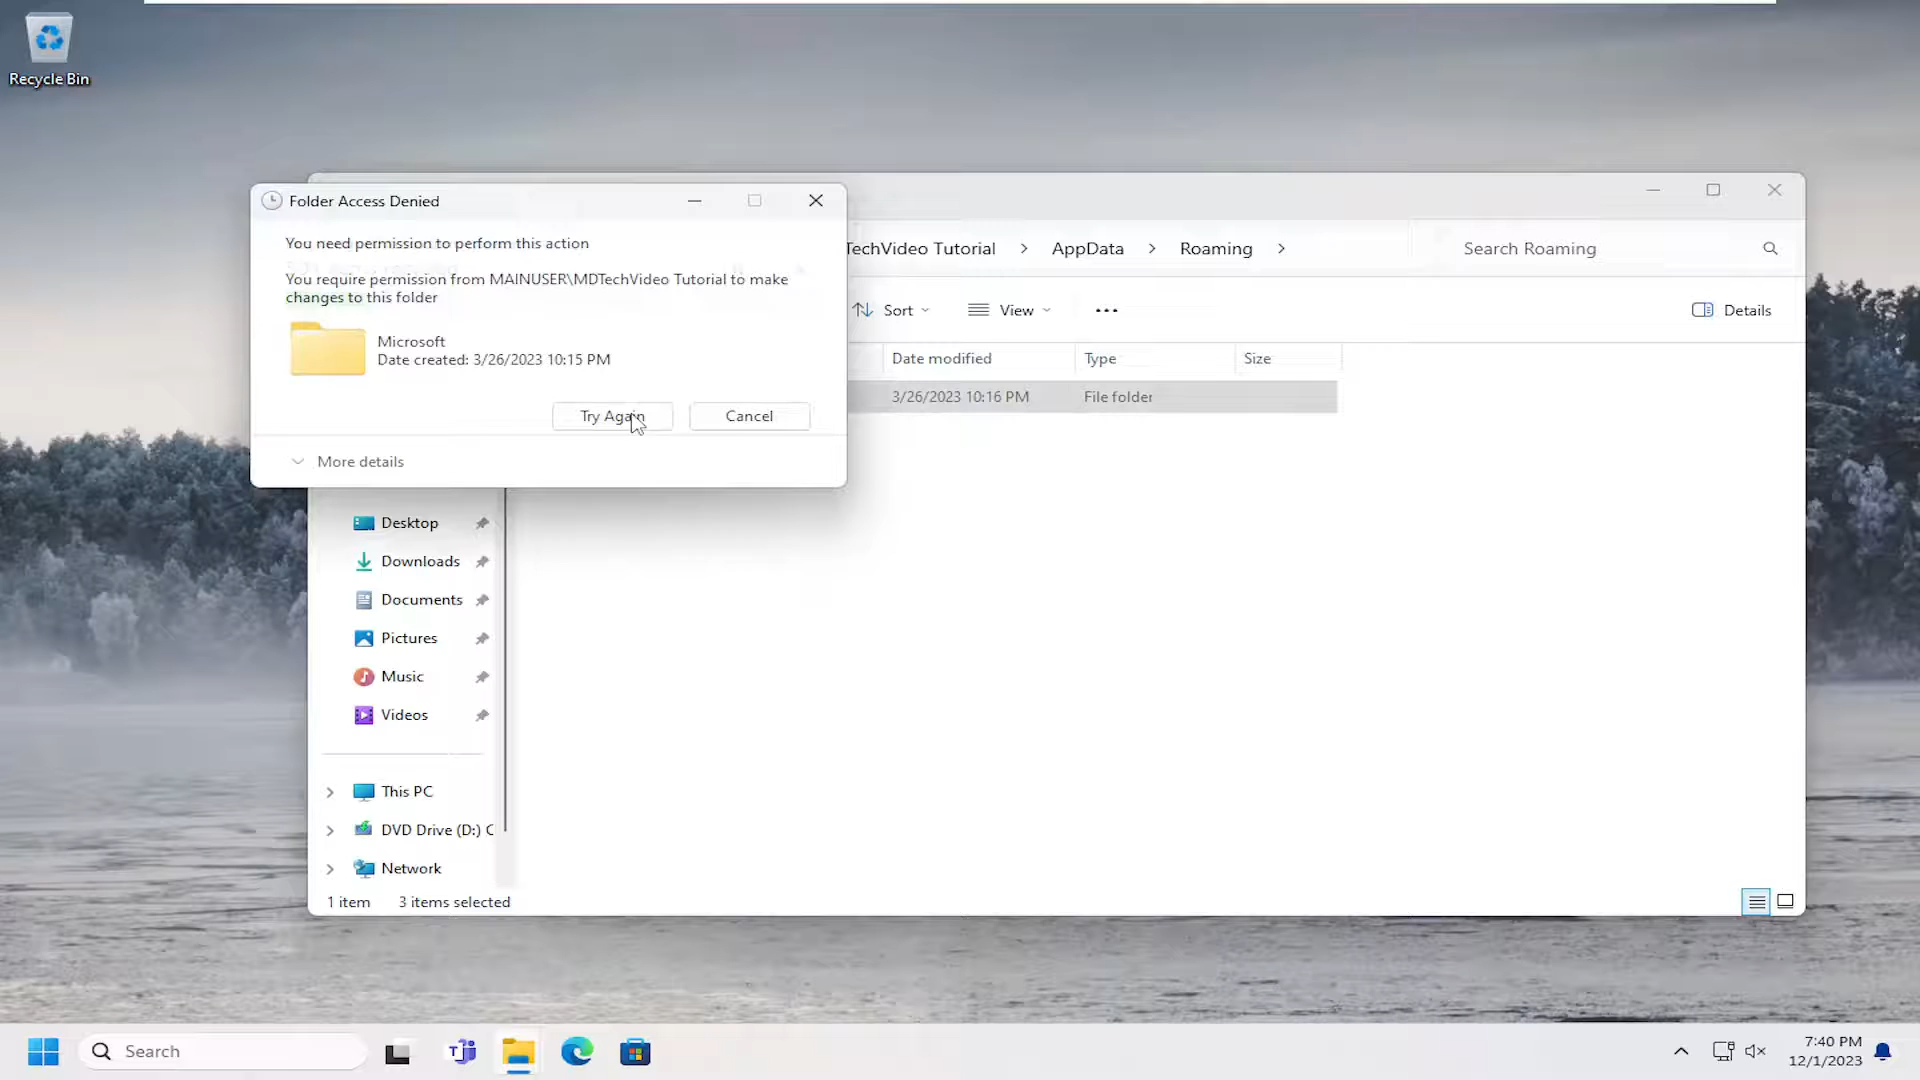 Recycle Bin
Folder Access Denied
You need permission to perform this action
You require permission from MAINUSER\MDTechVideo Tutorial to make
changes to this folder
Microsoft
Date created: 3/26/2023 10:15 PM
Try Again
Cancel
More details
TechVideo Tutorial > AppData > Roaming >
Search Roaming
Sort
View
Details
Date modified
Type
Size
3/26/2023 10:16 PM
File folder
Desktop
Downloads
Documents
Pictures
Music
Videos
This PC
DVD Drive (D:) C
Network
1 item
3 items selected
Search
7:40 PM
12/1/2023